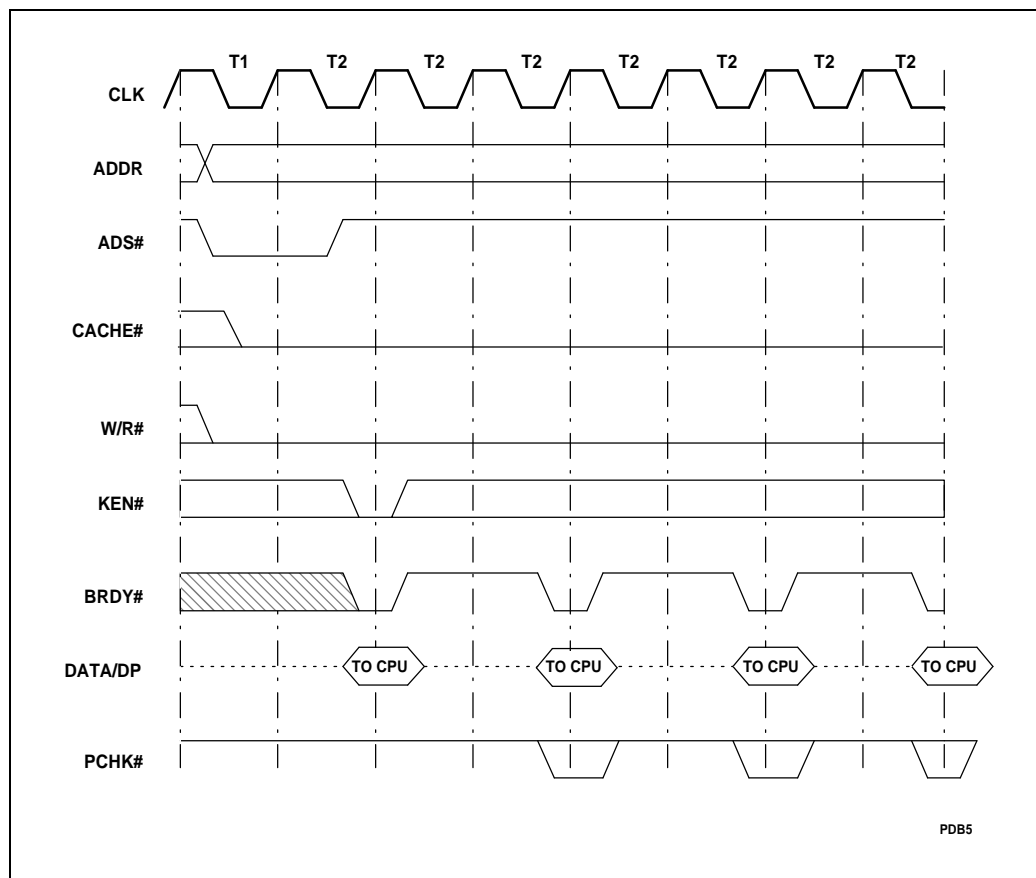 T1 T2 T2 T2 T2 T2 T2 T2
CLK
ADDR
ADS#
CACHE#
W/R#
KEN#
BRDY#
DATA/DP TO CPU TO CPU TO CPU TO CPU
PCHK#
PDB5